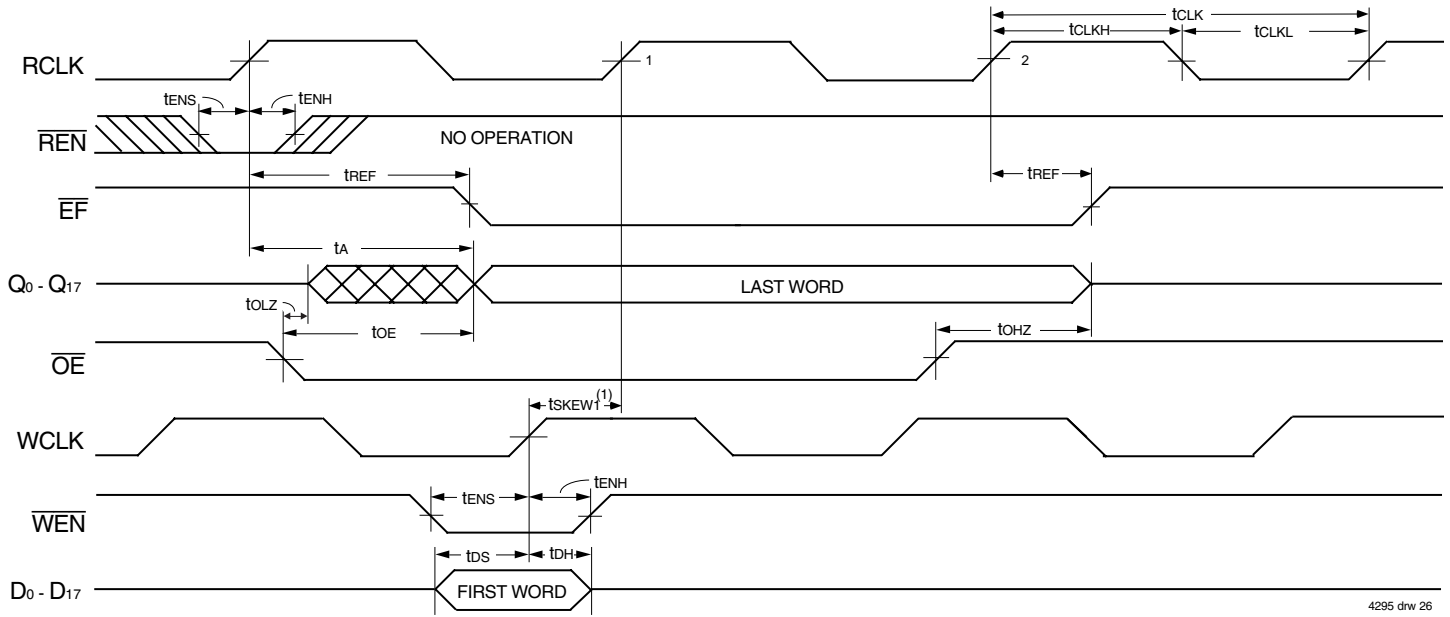 tCLK
tCLKH
tCLKL
RCLK
1
2
tENS
tENH
REN
NO OPERATION
tREF
tREF
EF
tA
Q0 - Q17
LAST WORD
tOLZ
tOE
tOHZ
OE
tSKEW1(1)
WCLK
tENS
tENH
WEN
tDS
tDH
D0 - D17
FIRST WORD
4295 drw 26